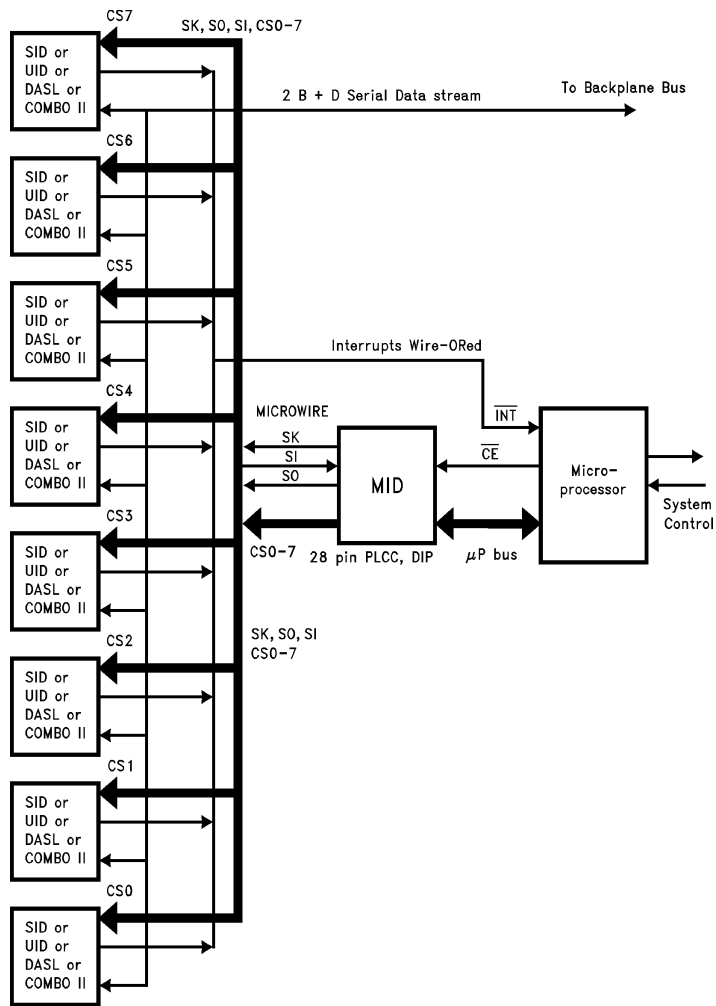 CS7
SK, SO, SI, CS0-7
SID or
UID or
DASL or
COMBO II
2 B + D Serial Data stream
To Backplane Bus
CS6
SID or
UID or
DASL or
COMBO II
CS5
SID or
UID or
DASL or
COMBO II
Interrupts Wire-ORed
CS4
SID or
UID or
DASL or
COMBO II
MICROWIRE
SK
SI
SO
MID
INT
CE
Micro-
processor
System
Control
CS0-7
28 pin PLCC, DIP
μP bus
CS3
SID or
UID or
DASL or
COMBO II
SK, SO, SI
CS0-7
CS2
SID or
UID or
DASL or
COMBO II
CS1
SID or
UID or
DASL or
COMBO II
CS0
SID or
UID or
DASL or
COMBO II